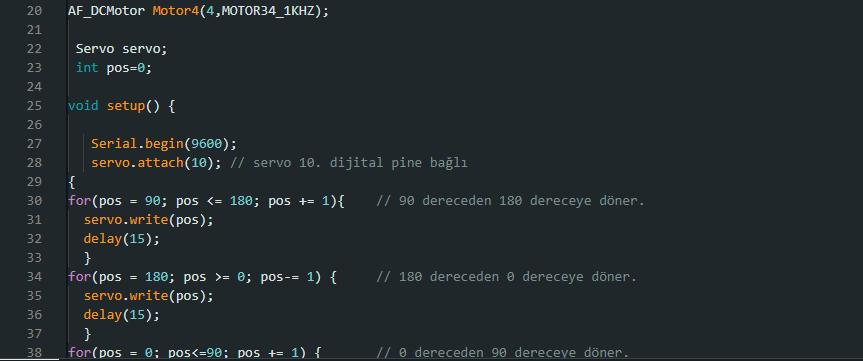 20 AF_DCMotor Motor4(4,MOTOR34_1KHZ);
21
22 Servo servo;
23 int pos=0;
24
25 void setup() {
26
27 Serial.begin(9600);
28 servo.attach(10); // servo 10. dijital pine bağlı
29 {
30 for(pos = 90; pos <= 180; pos += 1){ // 90 dereceden 180 dereceye döner.
31 servo.write(pos);
32 delay(15);
33 }
34 for(pos = 180; pos >= 0; pos-= 1) { // 180 dereceden 0 dereceye döner.
35 servo.write(pos);
36 delay(15);
37 }
38 for(pos = 0; pos<=90; pos += 1) { // 0 dereceden 90 dereceye döner.